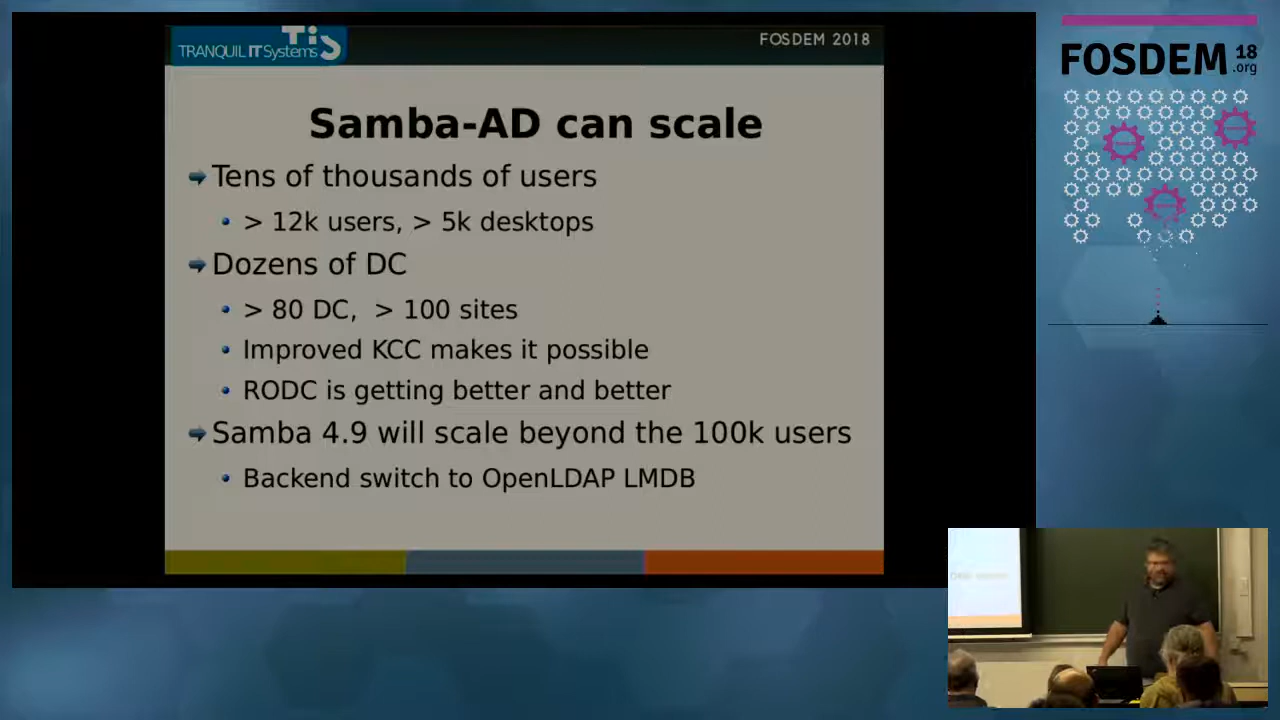 TRANQUIL IT Systems
TiS
FOSDEM 2018
Samba-AD can scale
Tens of thousands of users
> 12k users, > 5k desktops
Dozens of DC
> 80 DC, > 100 sites
Improved KCC makes it possible
RODC is getting better and better
Samba 4.9 will scale beyond the 100k users
Backend switch to OpenLDAP LMDB
FOSDEM 18
.org